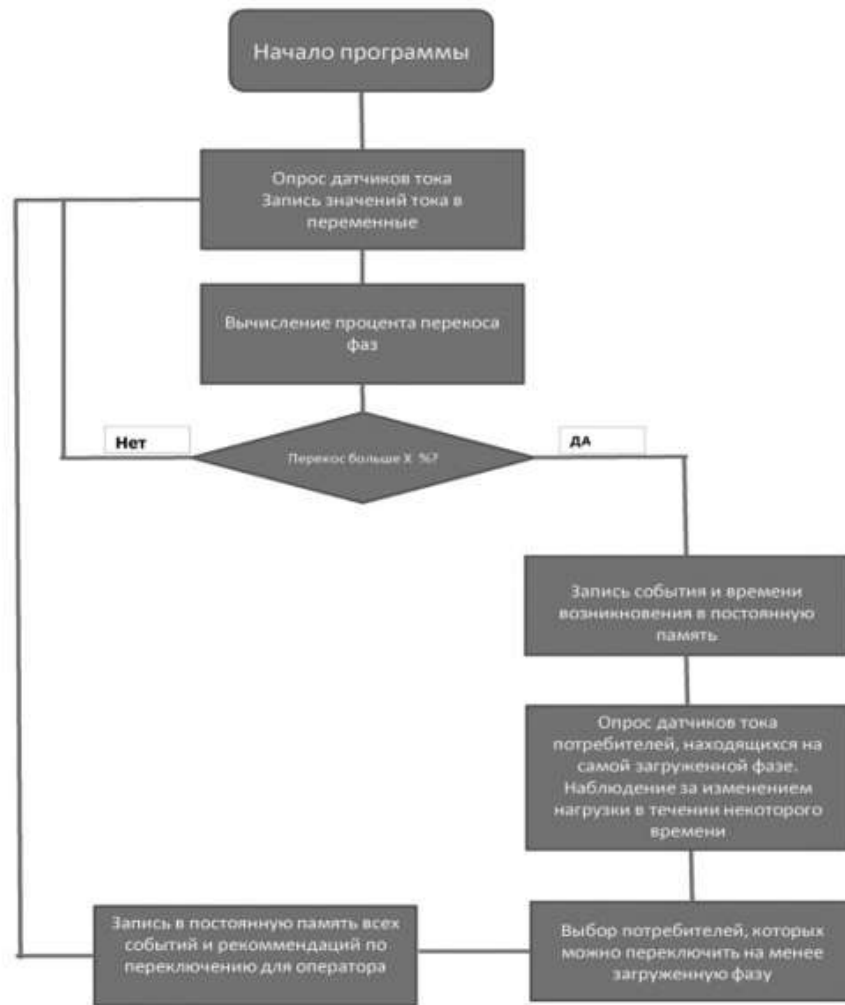 Начало программы
Опрос датчиков тока
Запись значений тока в
переменные
Вычисление процента перекоса
фаз
Нет
Перекос больше X %?
ДА
Запись события и времени
возникновения в постоянную
память
Опрос датчиков тока
потребителей, находящихся на
самой загруженной фазе.
Наблюдение за изменением
нагрузки в течении некоторого
времени
Запись в постоянную память всех
событий и рекоммендаций по
переключению для оператора
Выбор потребителей, которых
можно переключить на менее
загруженную фазу